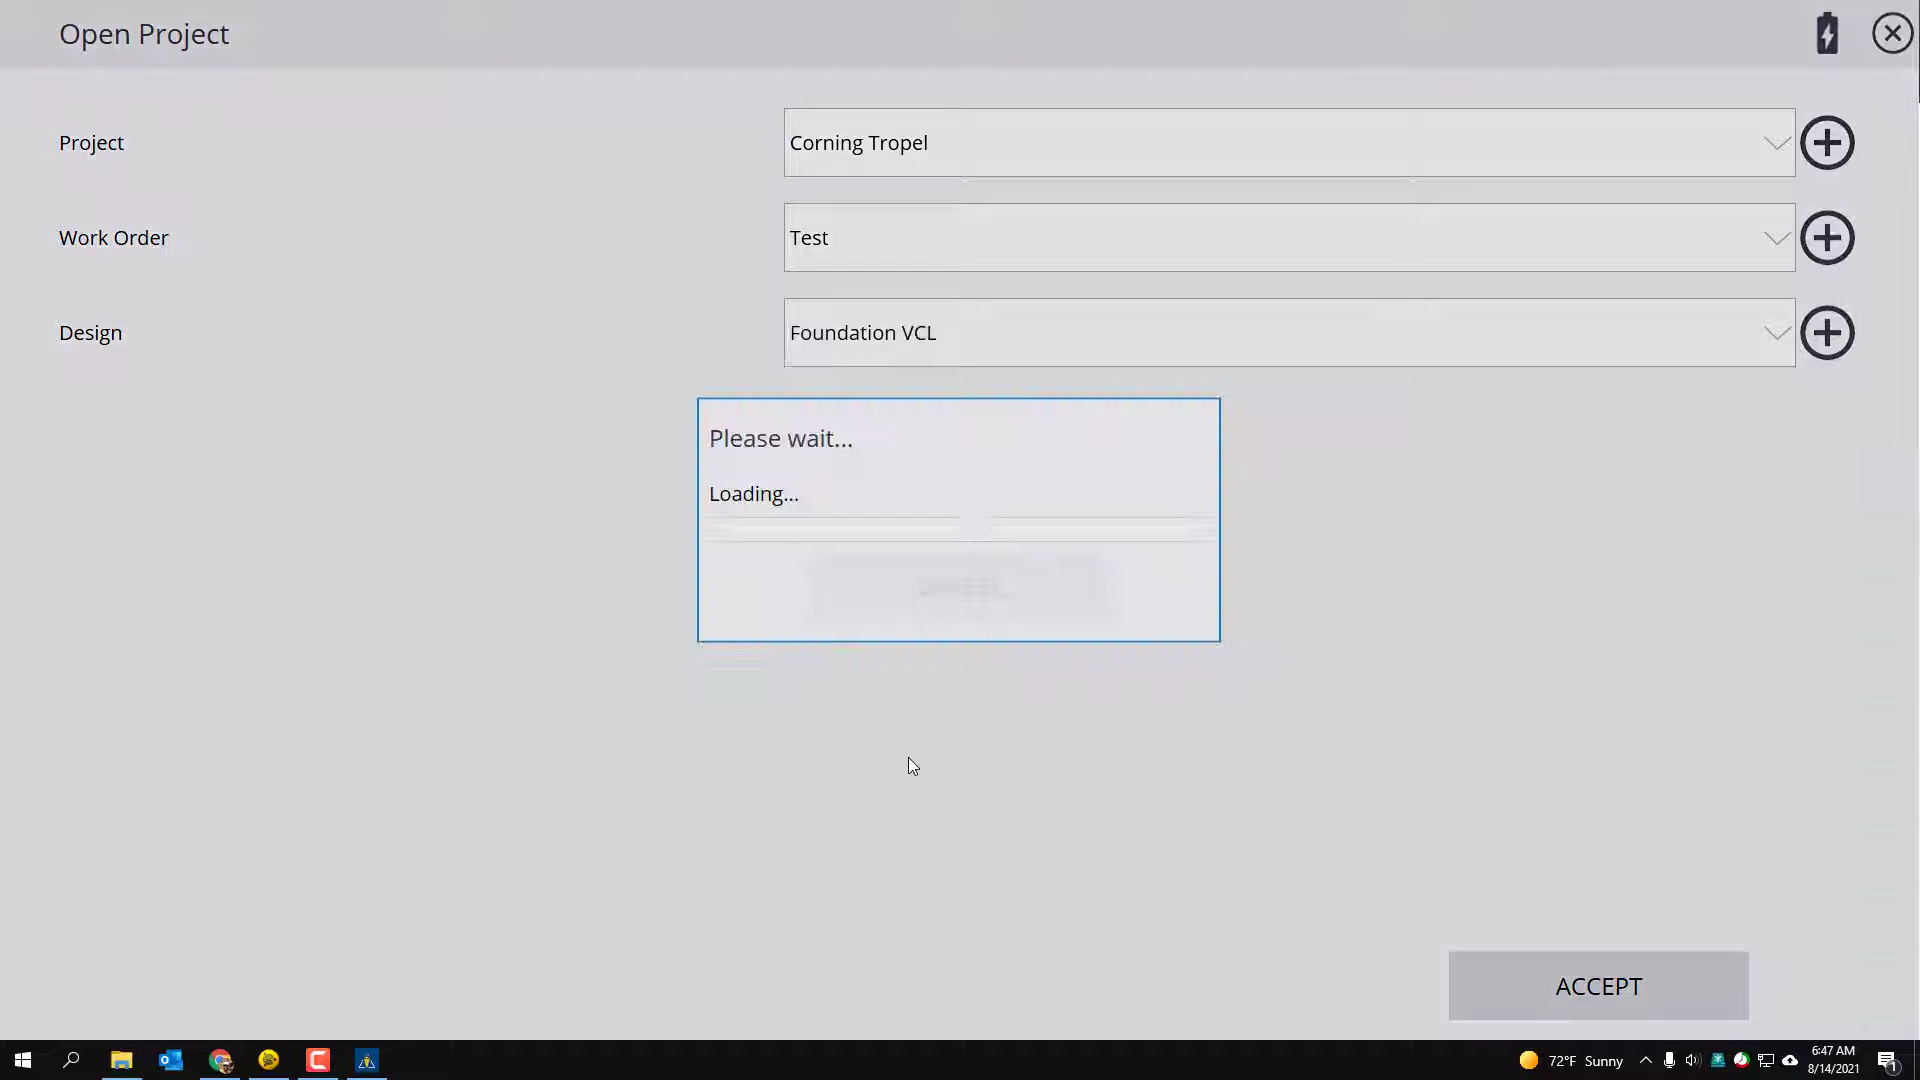 Open Project
Project
Corning Tropel
Work Order
Test
Design
Foundation VCL
Please wait...
Loading...
ACCEPT
72°F Sunny
6:47 AM
8/14/2021
1